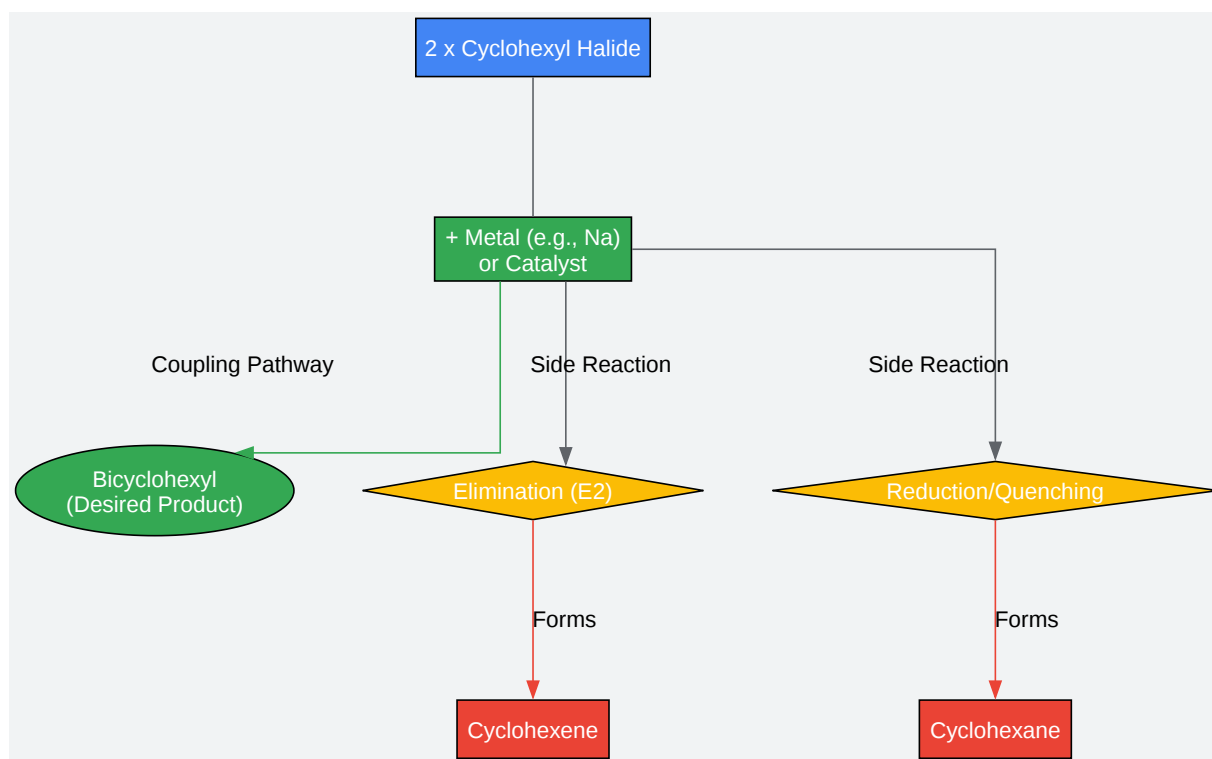 2 x Cyclohexyl Halide
+ Metal (e.g., Na)
or Catalyst
Coupling Pathway
Side Reaction
Side Reaction
Bicyclohexyl
(Desired Product)
Elimination (E2)
Reduction/Quenching
Forms
Forms
Cyclohexene
Cyclohexane